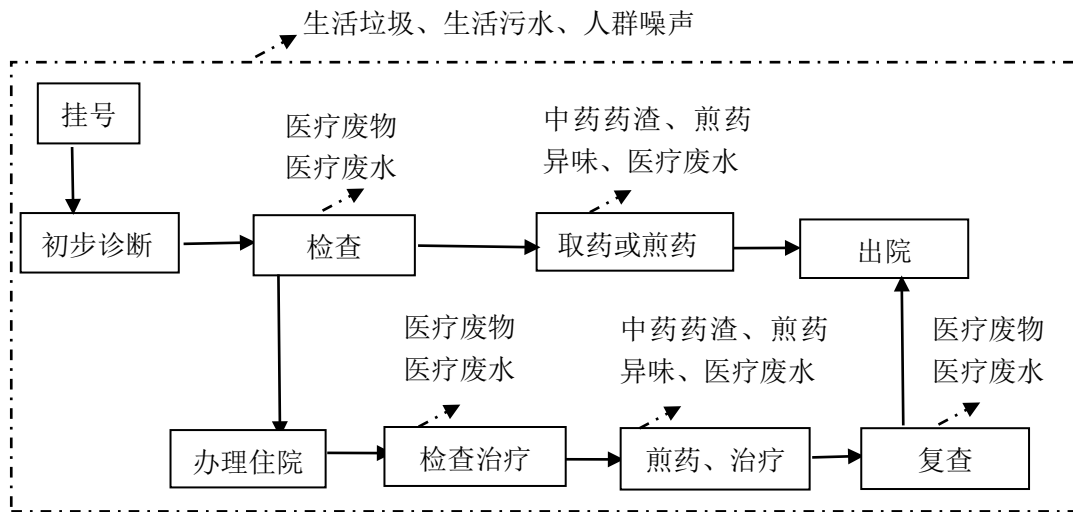 生活垃圾、生活污水、人群噪声
挂号
医疗废物
医疗废水
中药药渣、煎药
异味、医疗废水
初步诊断
检查
取药或煎药
出院
医疗废物
医疗废水
中药药渣、煎药
异味、医疗废水
医疗废物
医疗废水
办理住院
检查治疗
煎药、治疗
复查